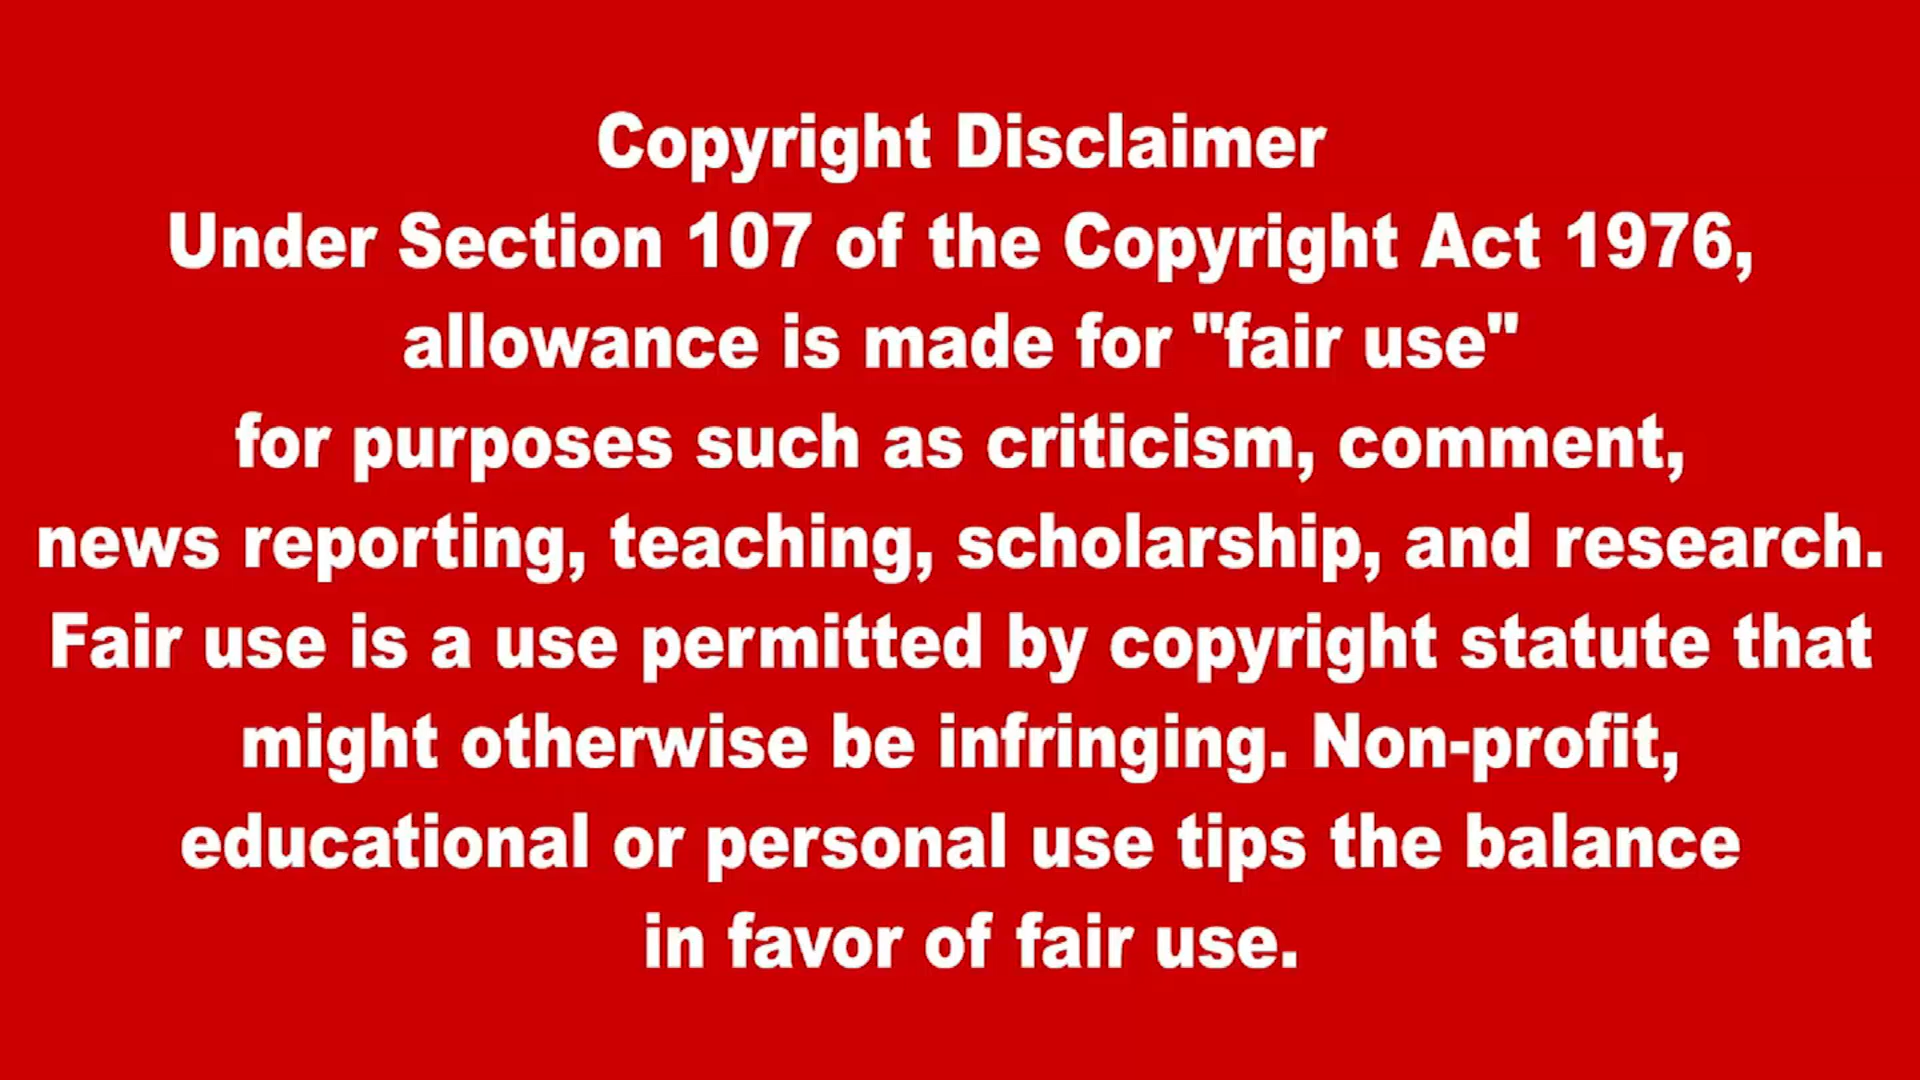 Copyright Disclaimer
Under Section 107 of the Copyright Act 1976,
allowance is made for "fair use"
for purposes such as criticism, comment,
news reporting, teaching, scholarship, and research.
Fair use is a use permitted by copyright statute that
might otherwise be infringing. Non-profit,
educational or personal use tips the balance
in favor of fair use.